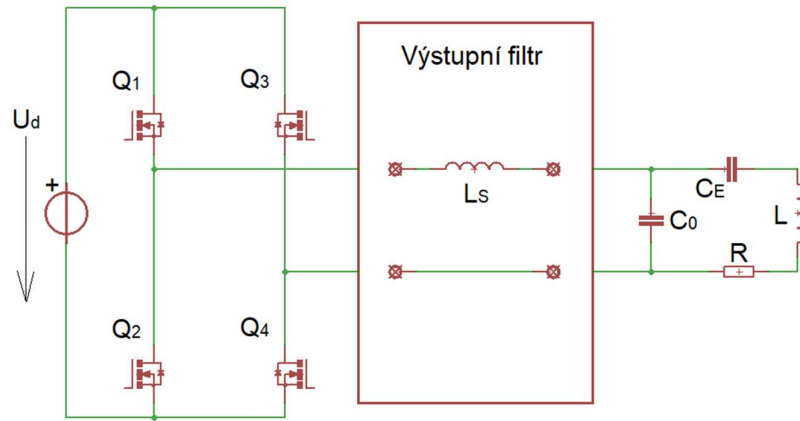 Výstupní filtr
Q1
Q3
Ud
+
LS
CE
C0
L
R
Q2
Q4